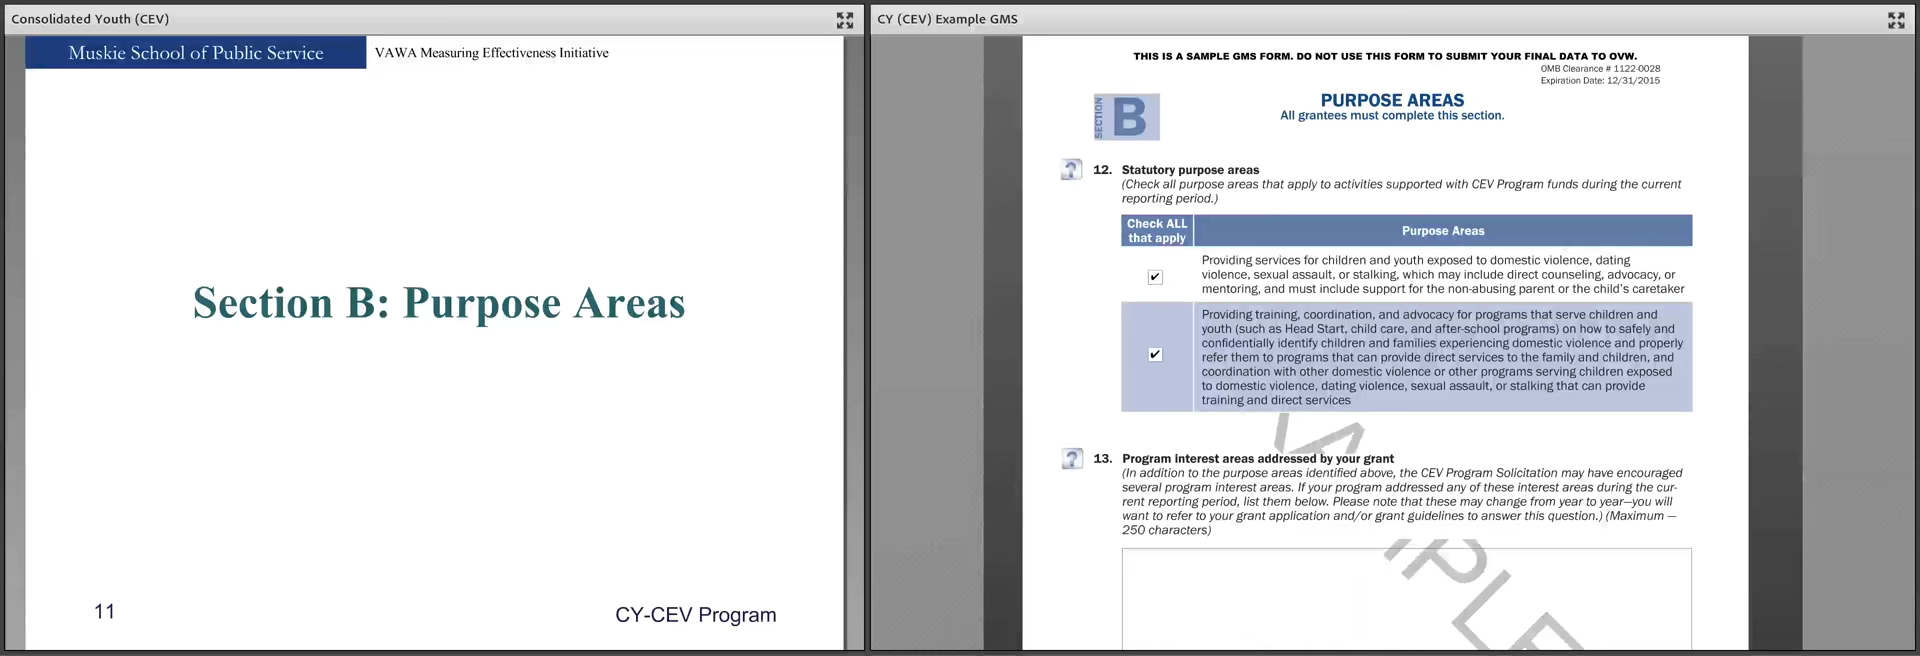 Consolidated Youth (CEV)
Muskie School of Public Service
VAWA Measuring Effectiveness Initiative
Section B: Purpose Areas
11
CY-CEV Program
CY (CEV) Example GMS
THIS IS A SAMPLE GMS FORM. DO NOT USE THIS FORM TO SUBMIT YOUR FINAL DATA TO OVW.
OMB Clearance # 1122-0028
Expiration Date: 12/31/2015
SECTION B
PURPOSE AREAS
All grantees must complete this section.
?
12. Statutory purpose areas
(Check all purpose areas that apply to activities supported with CEV Program funds during the current
reporting period.)
Check ALL
that apply
Purpose Areas
Providing services for children and youth exposed to domestic violence, dating
violence, sexual assault, or stalking, which may include direct counseling, advocacy, or
mentoring, and must include support for the non-abusing parent or the child's caretaker
Providing training, coordination, and advocacy for programs that serve children and
youth (such as Head Start, child care, and after-school programs) on how to safely and
confidentially identify children and families experiencing domestic violence and properly
refer them to programs that can provide direct services to the family and children, and
coordination with other domestic violence or other programs serving children exposed
to domestic violence, dating violence, sexual assault, or stalking that can provide
training and direct services
?
13. Program interest areas addressed by your grant
(In addition to the purpose areas identified above, the CEV Program Solicitation may have encouraged
several program interest areas. If your program addressed any of these interest areas during the cur-
rent reporting period, list them below. Please note that these may change from year to year—you will
want to refer to your grant application and/or grant guidelines to answer this question.) (Maximum —
250 characters)